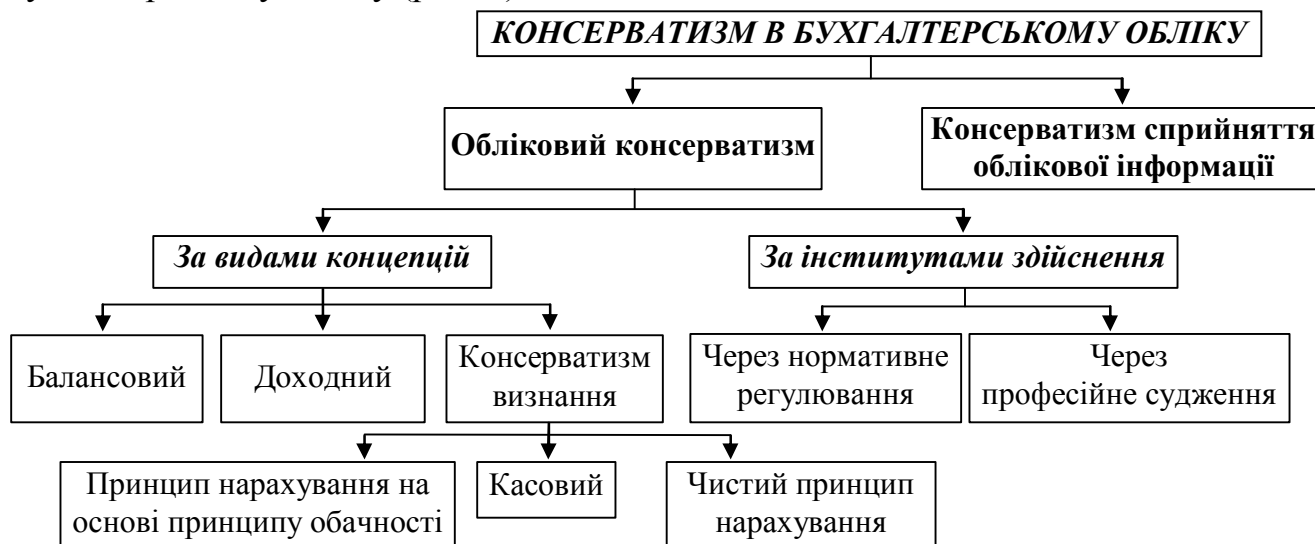 КОНСЕРВАТИЗМ В БУХГАЛТЕРСЬКОМУ ОБЛІКУ
Обліковий консерватизм
Консерватизм сприйняття
облікової інформації
За видами концепцій
За інститутами здійснення
Балансовий
Доходний
Консерватизм
визнання
Через нормативне
регулювання
Через
професійне судження
Принцип нарахування на
основі принципу обачності
Касовий
Чистий принцип
нарахування